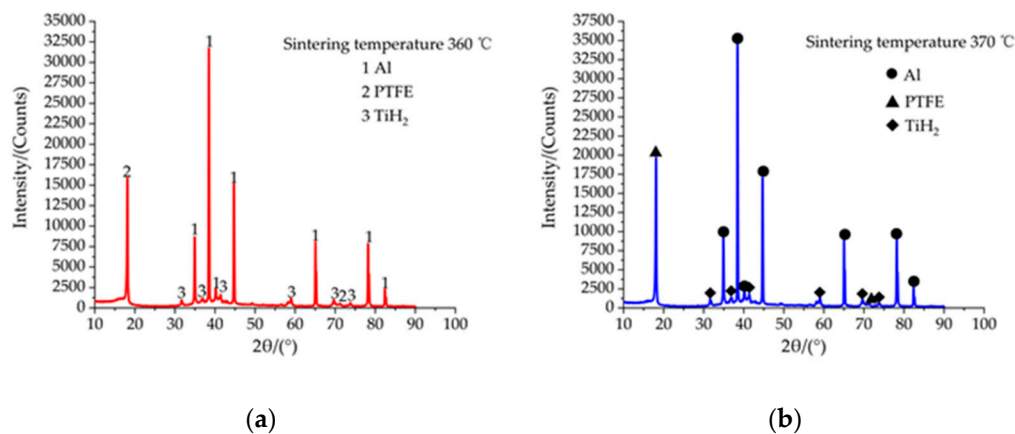 35000
32500
30000
27500
25000
22500
20000
17500
15000
12500
10000
7500
5000
2500
0
Intensity/(Counts)
Sintering temperature 360 ℃
1 Al
2 PTFE
3 TiH₂
2
3
1
3
1
1
3
1
3
1
3
2
3
1
1
10 20 30 40 50 60 70 80 90 100
2θ/(°)
(a)
37500
35000
32500
30000
27500
25000
22500
20000
17500
15000
12500
10000
7500
5000
2500
0
Intensity/(Counts)
Sintering temperature 370 ℃
Al
PTFE
TiH₂
10 20 30 40 50 60 70 80 90 100
2θ/(°)
(b)